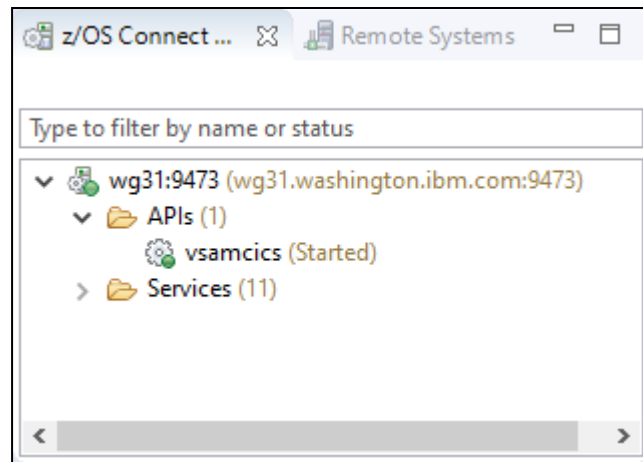 z/OS Connect ... Remote Systems
Type to filter by name or status
wg31:9473 (wg31.washington.ibm.com:9473)
APIs (1)
vsamcics (Started)
Services (11)